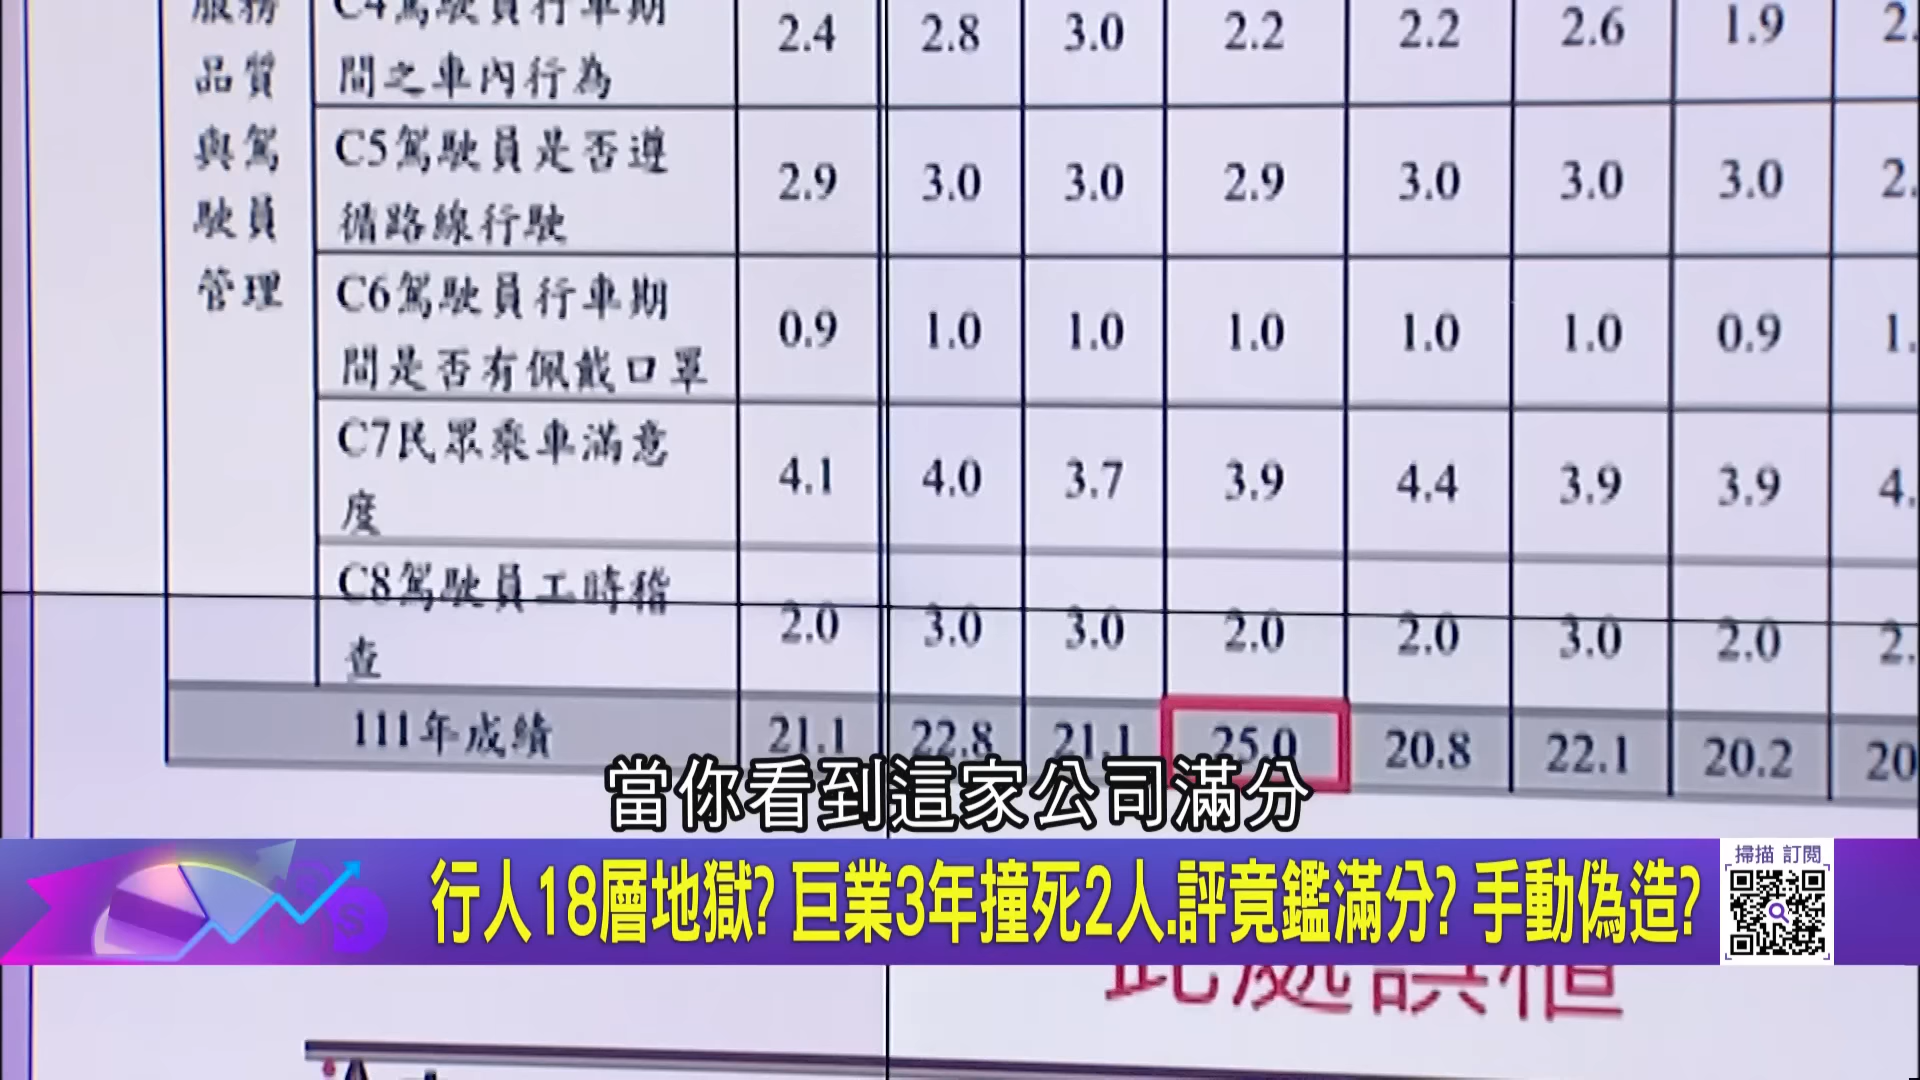 服務
品質
與駕
駛員
管理
C4駕駛員行車期
間之車內行為
2.4 2.8 3.0 2.2 2.2 2.6 1.9 2.
C5駕駛員是否遵
循路線行駛
2.9 3.0 3.0 2.9 3.0 3.0 3.0 2.
C6駕駛員行車期
間是否有佩戴口罩
0.9 1.0 1.0 1.0 1.0 1.0 0.9 1.
C7民眾乘車滿意
度
4.1 4.0 3.7 3.9 4.4 3.9 3.9 4.
C8駕駛員工時稽
查
2.0 3.0 3.0 2.0 2.0 3.0 2.0 2.
111年成績 21.1 22.8 21.1 25.0 20.8 22.1 20.2 20
當你看到這家公司滿分
行人18層地獄? 巨業3年撞死2人.評竟鑑滿分? 手動偽造?
掃描 訂閱
此處誤植